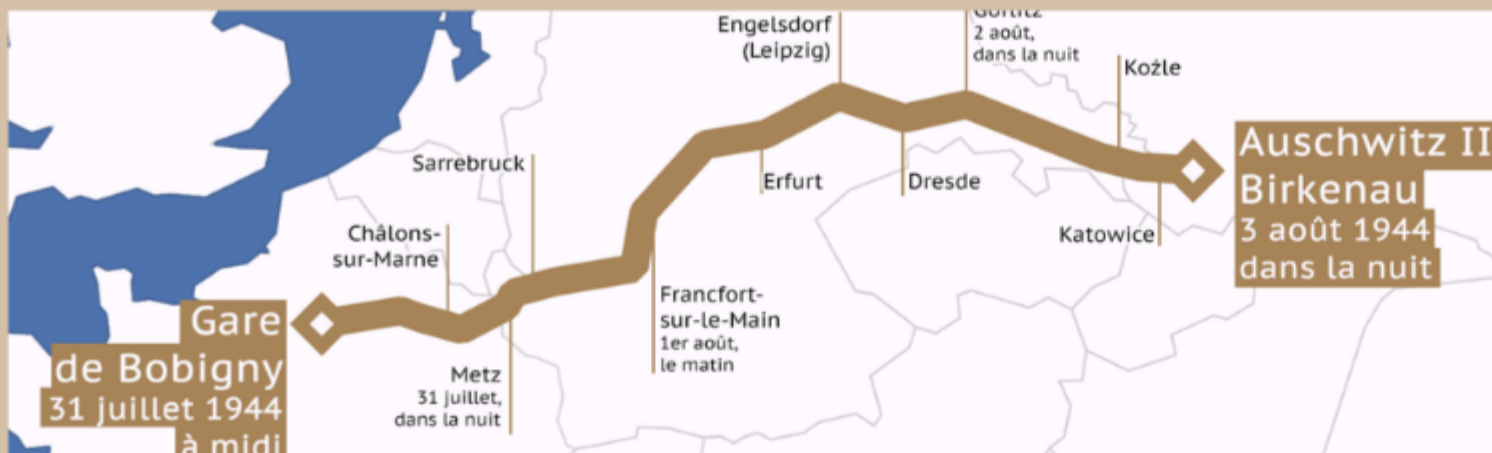 Engelsdorf
(Leipzig)
Görlitz
2 août,
dans la nuit
Koźle
Sarrebruck
Erfurt
Dresde
Auschwitz II
Birkenau
3 août 1944
dans la nuit
Châlons-
sur-Marne
Katowice
Gare
de Bobigny
31 juillet 1944
à midi
Francfort-
sur-le-Main
1er août,
le matin
Metz
31 juillet,
dans la nuit